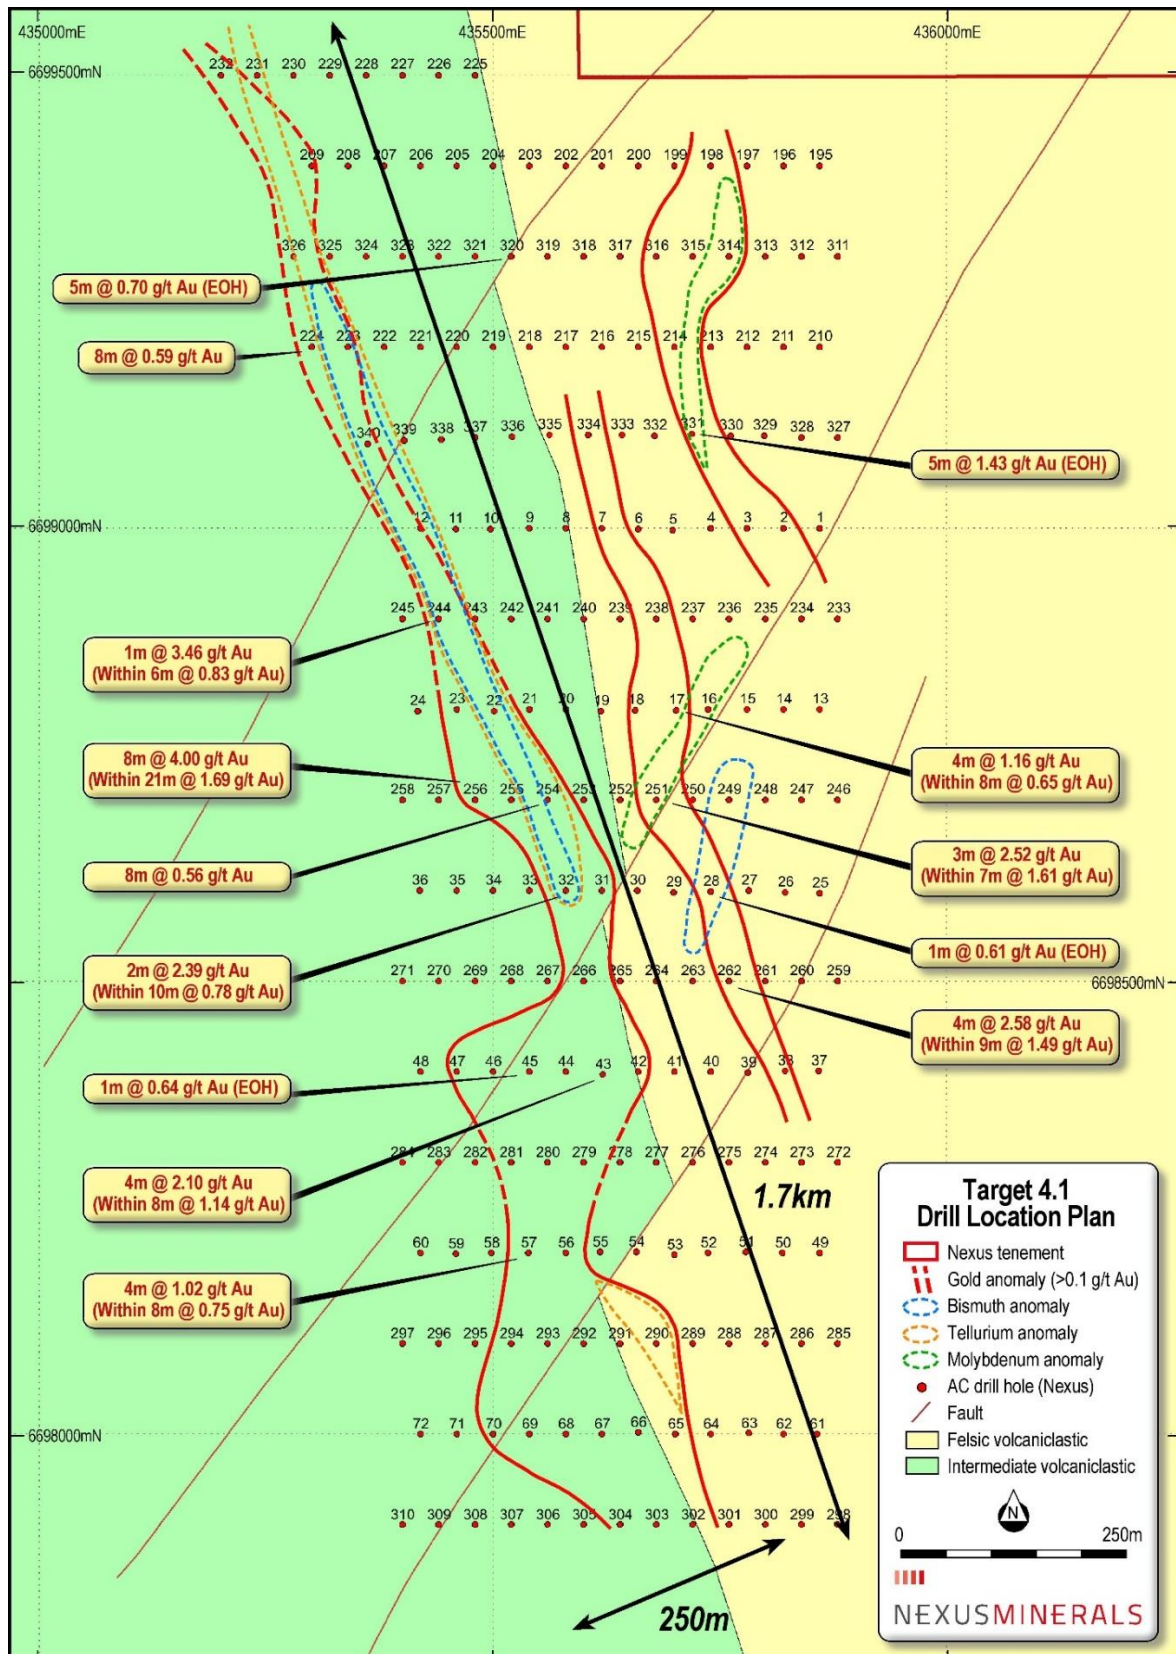 435000mE 435500mE 436000mE
6699500mN
232 231 230 229 228 227 226 225
209 208 207 206 205 204 203 202 201 200 199 198 197 196 195
326 325 324 323 322 321 320 319 318 317 316 315 314 313 312 311
5m @ 0.70 g/t Au (EOH)
224 223 222 221 220 219 218 217 216 215 214 213 212 211 210
8m @ 0.59 g/t Au
340 339 338 337 336 335 334 333 332 331 330 329 328 327
5m @ 1.43 g/t Au (EOH)
6699000mN
12 11 10 9 8 7 6 5 4 3 2 1
245 244 243 242 241 240 239 238 237 236 235 234 233
1m @ 3.46 g/t Au
(Within 6m @ 0.83 g/t Au)
24 23 22 21 20 19 18 17 16 15 14 13
8m @ 4.00 g/t Au
(Within 21m @ 1.69 g/t Au)
4m @ 1.16 g/t Au
(Within 8m @ 0.65 g/t Au)
258 257 256 255 254 253 252 251 250 249 248 247 246
3m @ 2.52 g/t Au
(Within 7m @ 1.61 g/t Au)
8m @ 0.56 g/t Au
36 35 34 33 32 31 30 29 28 27 26 25
1m @ 0.61 g/t Au (EOH)
2m @ 2.39 g/t Au
(Within 10m @ 0.78 g/t Au)
271 270 269 268 267 266 265 264 263 262 261 260 259
6698500mN
4m @ 2.58 g/t Au
(Within 9m @ 1.49 g/t Au)
48 47 46 45 44 43 42 41 40 39 38 37
1m @ 0.64 g/t Au (EOH)
284 283 282 281 280 279 278 277 276 275 274 273 272
4m @ 2.10 g/t Au
(Within 8m @ 1.14 g/t Au)
1.7km
60 59 58 57 56 55 54 53 52 51 50 49
4m @ 1.02 g/t Au
(Within 8m @ 0.75 g/t Au)
297 296 295 294 293 292 291 290 289 288 287 286 285
6698000mN
72 71 70 69 68 67 66 65 64 63 62 61
310 309 308 307 306 305 304 303 302 301 300 299 298
250m
Target 4.1
Drill Location Plan
Nexus tenement
Gold anomaly (>0.1 g/t Au)
Bismuth anomaly
Tellurium anomaly
Molybdenum anomaly
AC drill hole (Nexus)
Fault
Felsic volcaniclastic
Intermediate volcaniclastic
N
0 250m
NEXUSMINERALS